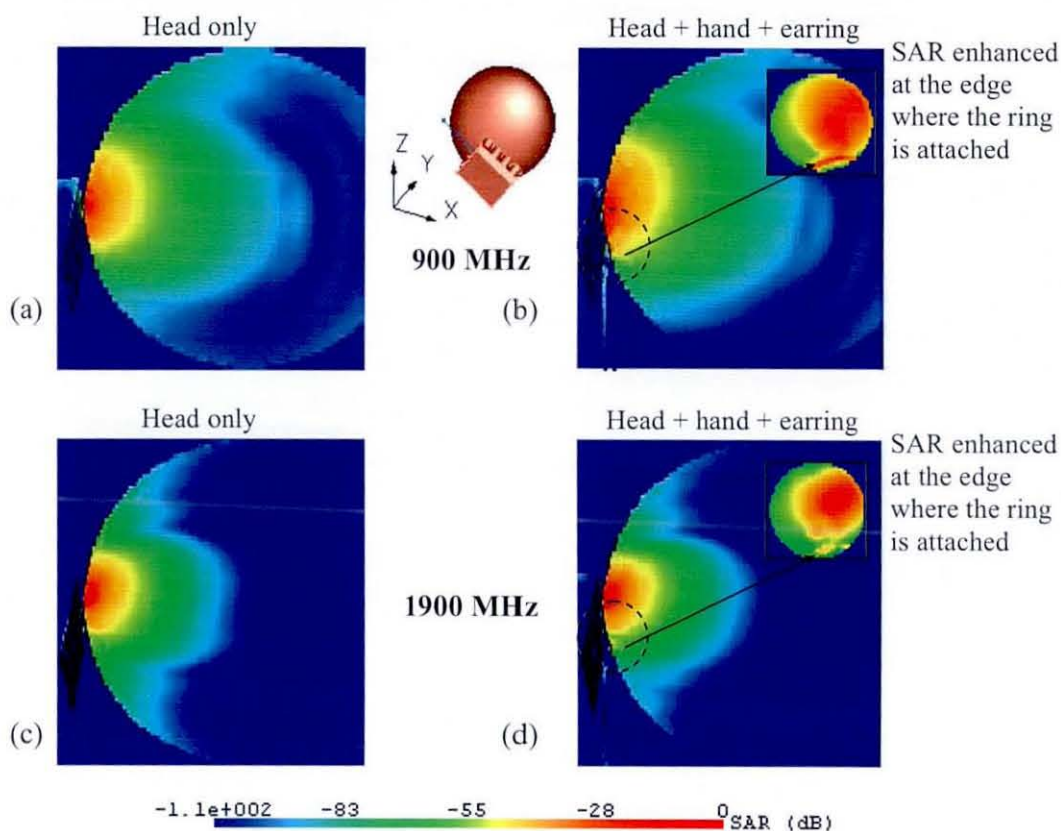 Head only
Head + hand + earring
SAR enhanced
at the edge
where the ring
is attached
Z
Y
X
900 MHz
(a)
(b)
Head only
Head + hand + earring
SAR enhanced
at the edge
where the ring
is attached
1900 MHz
(c)
(d)
-1.1e+002 -83 -55 -28 0
SAR (dB)